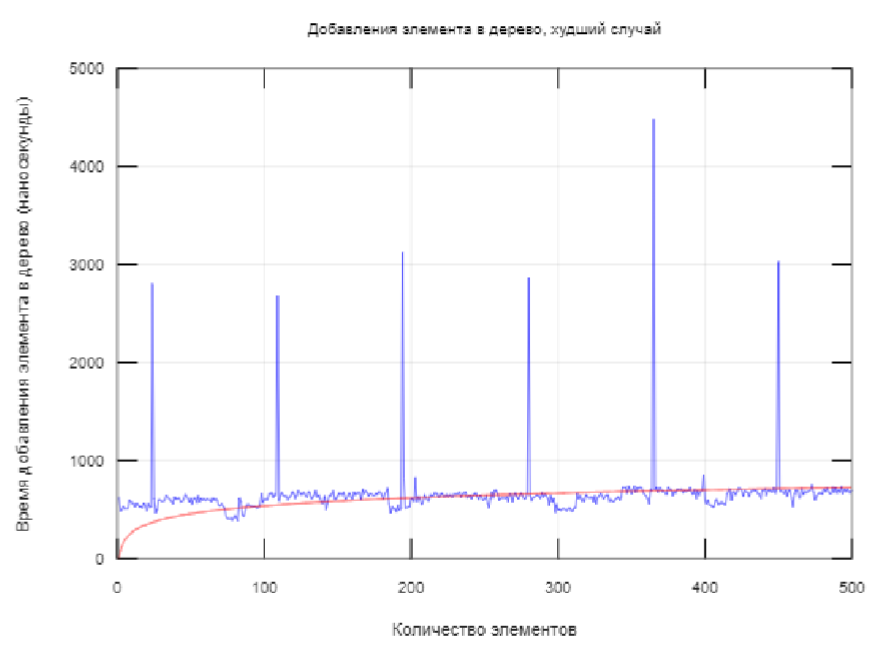 Добавления элемента в дерево, худший случай
Время добавления элемента в дерево (наносекунды)
5000
4000
3000
2000
1000
0
0 100 200 300 400 500
Количество элементов